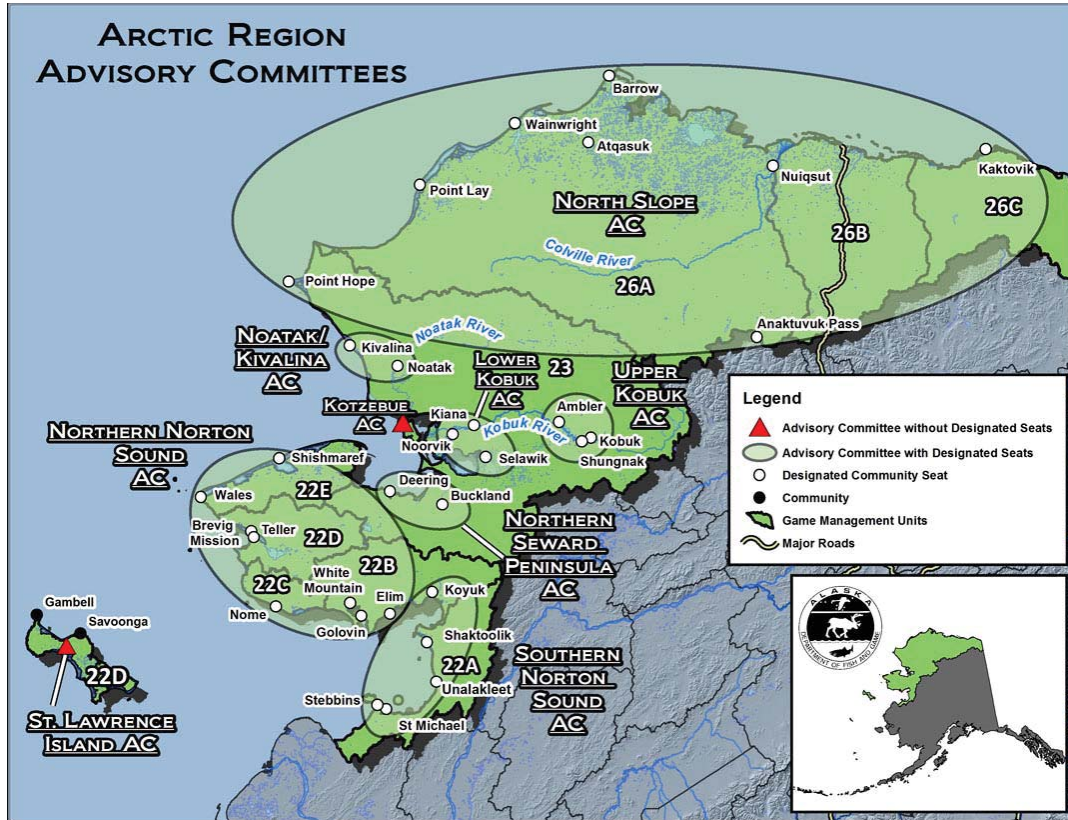 ARCTIC REGION
ADVISORY COMMITTEES
Barrow
Wainwright
Atqasuk
Kaktovik
Nuiqsut
Point Lay
NORTH SLOPE
AC
26C
26B
Colville River
26A
Point Hope
Anaktuvuk Pass
NOATAK/
KIVALINA
AC
Noatak River
Kivalina
Noatak
LOWER
KOBUK
AC
23
UPPER
KOBUK
AC
KOTZEBUE
AC
Kiana
Ambler
Kobuk River
Noorvik
Kobuk
Selawik
Shungnak
NORTHERN NORTON
SOUND
AC
Shishmaref
Deering
Buckland
22E
Wales
Brevig
Mission
Teller
22D
NORTHERN
SEWARD
PENINSULA
AC
22B
22C
White
Mountain
Elim
Koyuk
Nome
Golovin
Gambell
Savoonga
Shaktoolik
22A
22D
Unalakleet
SOUTHERN
NORTON
SOUND
AC
Stebbins
St Michael
ST. LAWRENCE
ISLAND AC
Legend
Advisory Committee without Designated Seats
Advisory Committee with Designated Seats
Designated Community Seat
Community
Game Management Units
Major Roads
ALASKA
DEPARTMENT OF FISH AND GAME